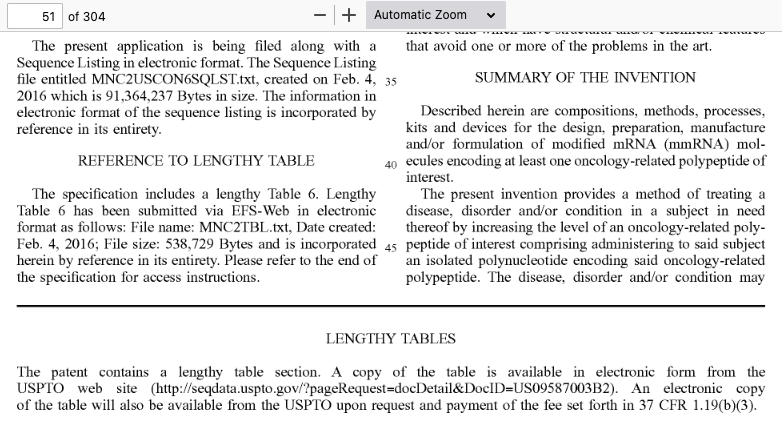 51 of 304
Automatic Zoom
The present application is being filed along with a
Sequence Listing in electronic format. The Sequence Listing
file entitled MNC2USCON6SQLST.txt, created on Feb. 4,
2016 which is 91,364,237 Bytes in size. The information in
electronic format of the sequence listing is incorporated by
reference in its entirety.
REFERENCE TO LENGTHY TABLE
The specification includes a lengthy Table 6. Lengthy
Table 6 has been submitted via EFS-Web in electronic
format as follows: File name: MNC2TBL.txt, Date created:
Feb. 4, 2016; File size: 538,729 Bytes and is incorporated
herein by reference in its entirety. Please refer to the end of
the specification for access instructions.
35
40
45
that avoid one or more of the problems in the art.
SUMMARY OF THE INVENTION
Described herein are compositions, methods, processes,
kits and devices for the design, preparation, manufacture
and/or formulation of modified mRNA (mmRNA) mol-
ecules encoding at least one oncology-related polypeptide of
interest.
The present invention provides a method of treating a
disease, disorder and/or condition in a subject in need
thereof by increasing the level of an oncology-related poly-
peptide of interest comprising administering to said subject
an isolated polynucleotide encoding said oncology-related
polypeptide. The disease, disorder and/or condition may
LENGTHY TABLES
The patent contains a lengthy table section. A copy of the table is available in electronic form from the
USPTO web site (http://seqdata.uspto.gov/?pageRequest=docDetail&DocID=US09587003B2). An electronic copy
of the table will also be available from the USPTO upon request and payment of the fee set forth in 37 CFR 1.19(b)(3).